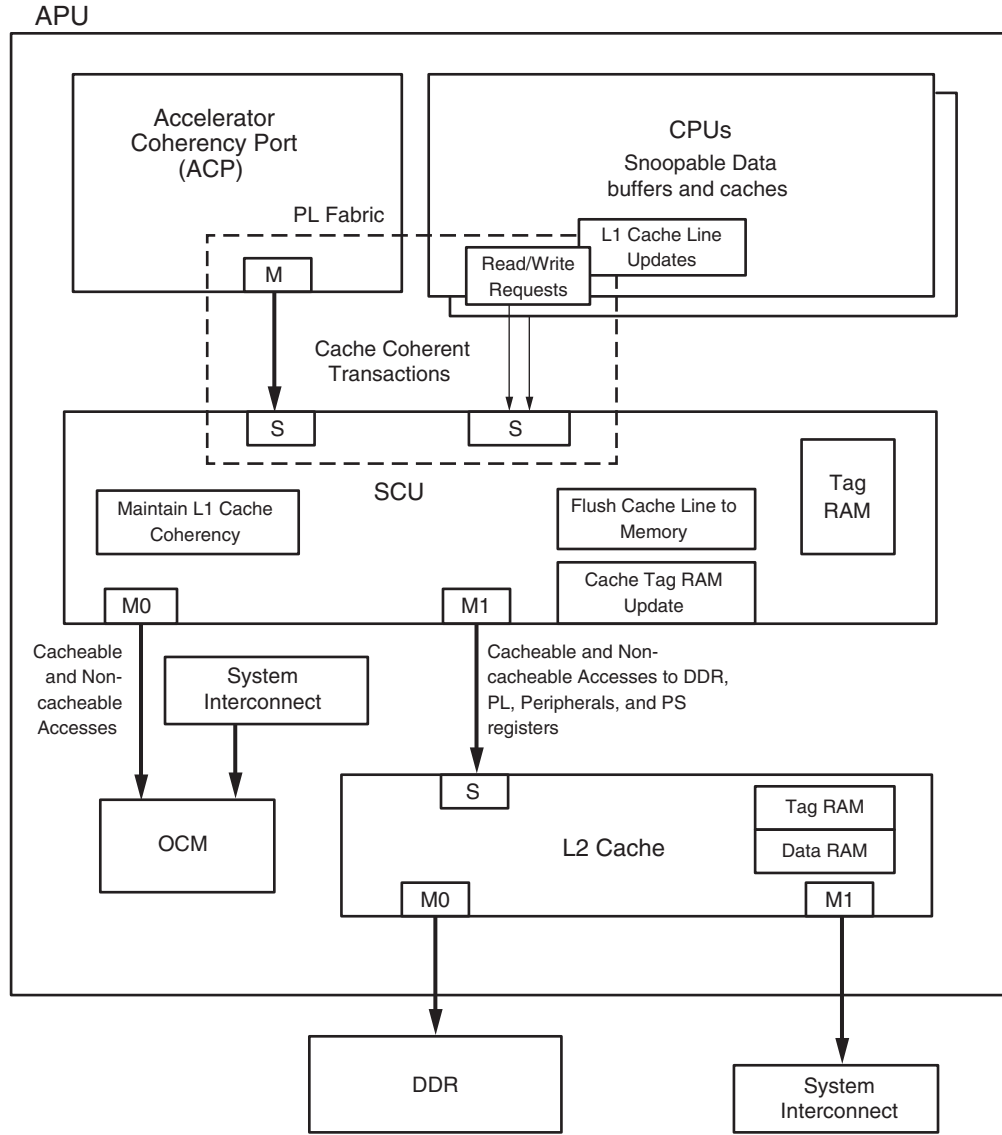 APU
Accelerator
Coherency Port
(ACP)
CPUs
Snoopable Data
buffers and caches
PL Fabric
L1 Cache Line
Updates
Read/Write
Requests
M
Cache Coherent
Transactions
S
S
SCU
Tag
RAM
Maintain L1 Cache
Coherency
Flush Cache Line to
Memory
Cache Tag RAM
Update
M0
M1
Cacheable
and Non-
cacheable
Accesses
System
Interconnect
Cacheable and Non-
cacheable Accesses to DDR,
PL, Peripherals, and PS
registers
OCM
S
L2 Cache
Tag RAM
Data RAM
M0
M1
DDR
System
Interconnect